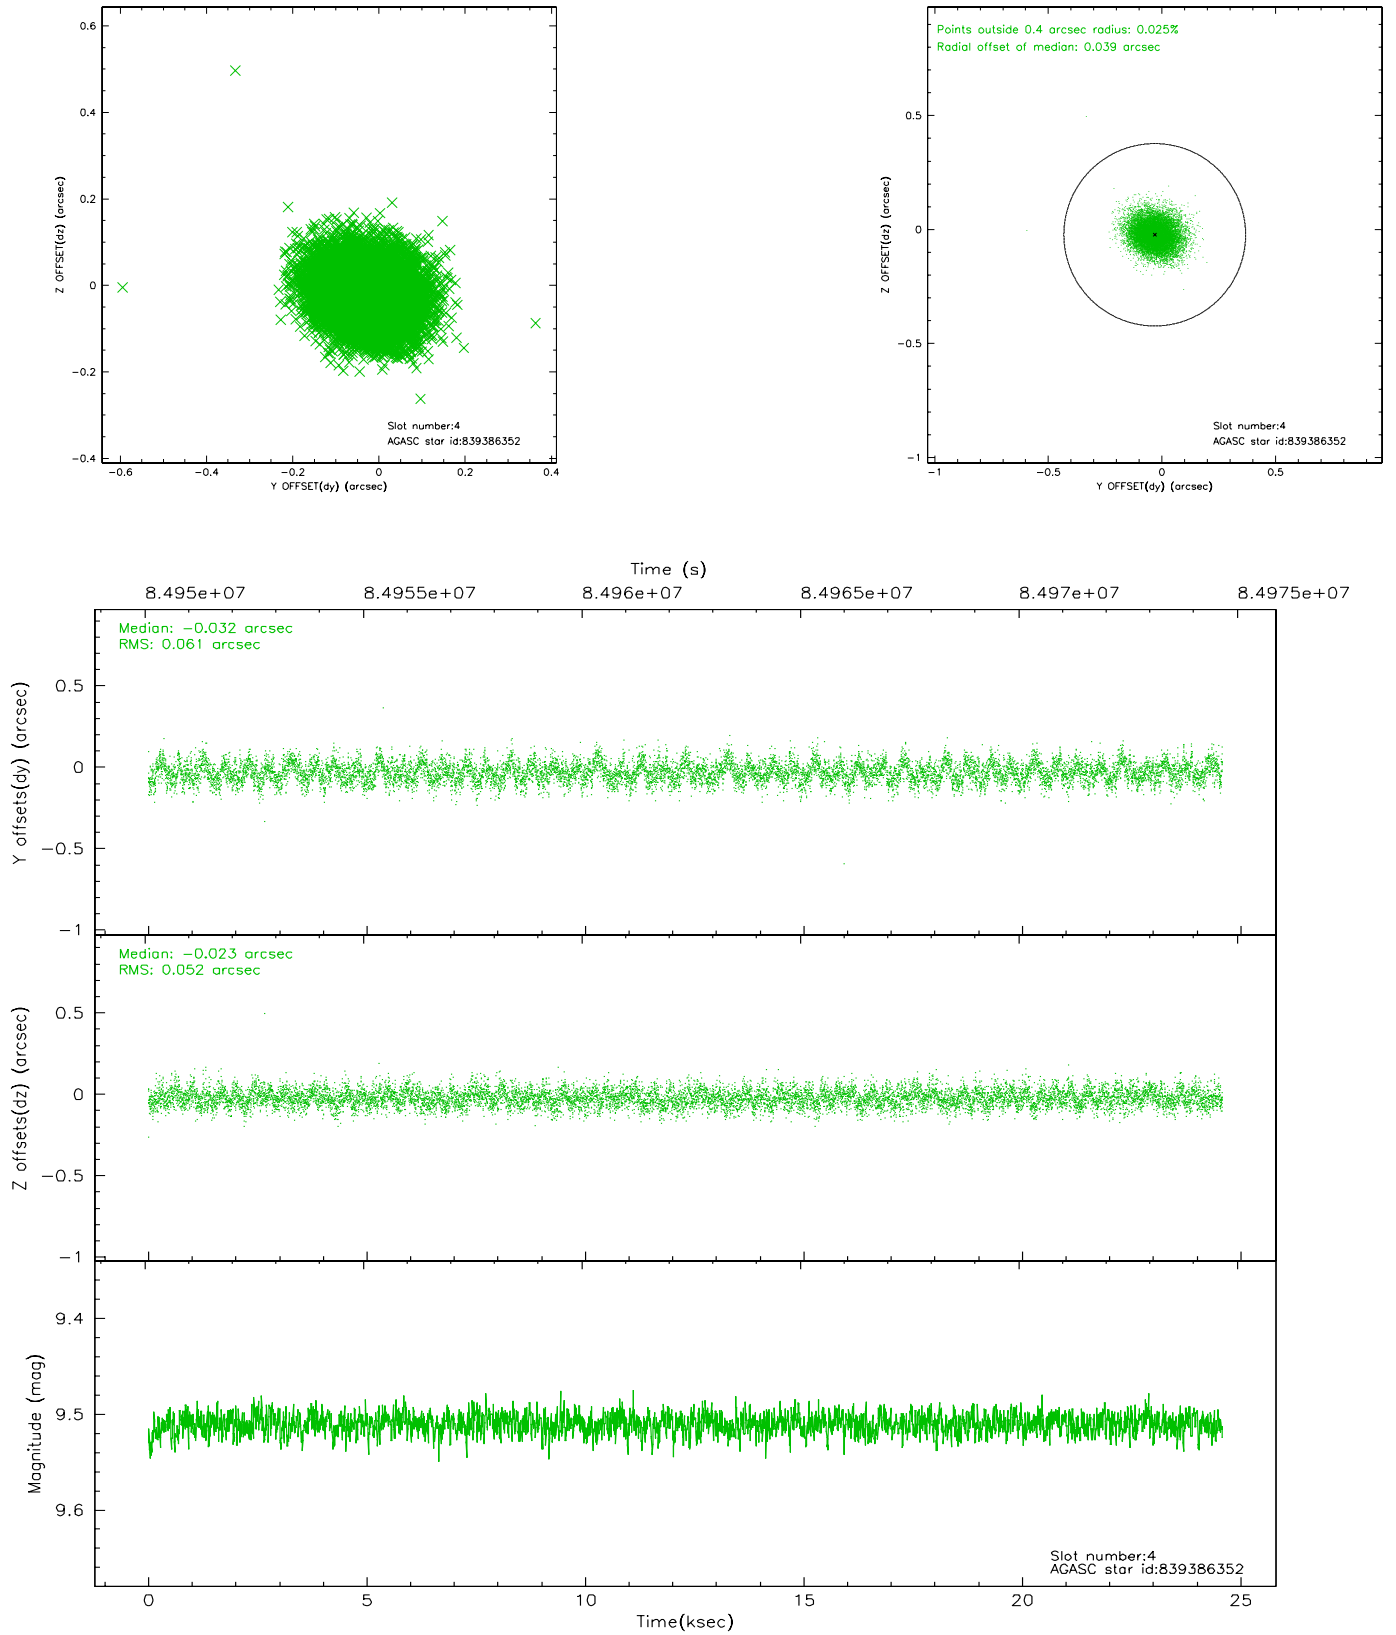 0.6
0.4
0.2
0
−0.2
−0.4
Z OFFSET(dz) (arcsec)
Slot number:4
AGASC star id:839386352
−0.6 −0.4 −0.2 0 0.2 0.4
Y OFFSET(dy) (arcsec)
Points outside 0.4 arcsec radius: 0.025%
Radial offset of median: 0.039 arcsec
0.5
0
−0.5
−1
Z OFFSET(dz) (arcsec)
Slot number:4
AGASC star id:839386352
−1 −0.5 0 0.5
Y OFFSET(dy) (arcsec)
Time (s)
8.495e+07 8.4955e+07 8.496e+07 8.4965e+07 8.497e+07 8.4975e+07
Median: −0.032 arcsec
RMS: 0.061 arcsec
0.5
0
−0.5
−1
Y offsets(dy) (arcsec)
Median: −0.023 arcsec
RMS: 0.052 arcsec
0.5
0
−0.5
−1
Z offsets(dz) (arcsec)
9.4
9.5
9.6
Magnitude (mag)
Slot number:4
AGASC star id:839386352
0 5 10 15 20 25
Time(ksec)